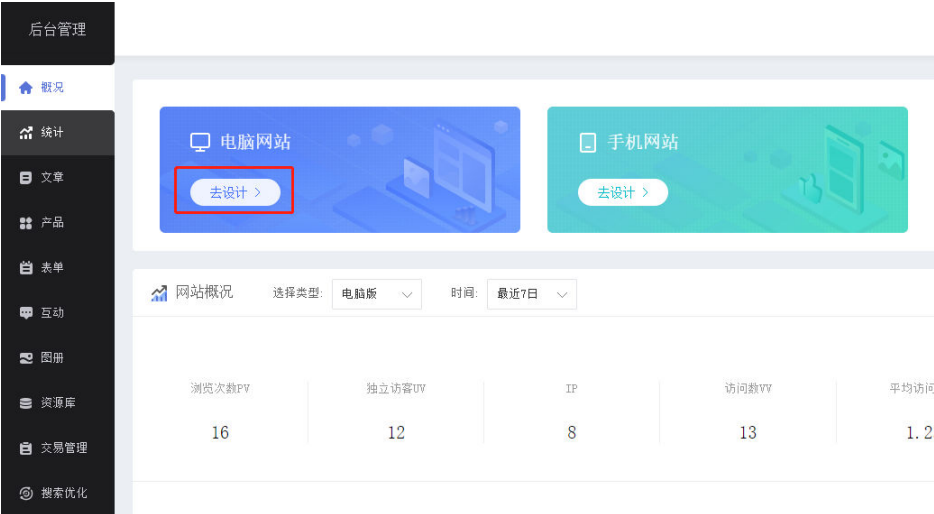 后台管理
概况
统计
文章
产品
表单
互动
图册
资源库
交易管理
搜索优化
电脑网站
去设计 >
手机网站
去设计 >
网站概况 选择类型: 电脑版 时间: 最近7日
浏览次数PV 独立访客UV IP 访问数VV 平均访问
16 12 8 13 1.2